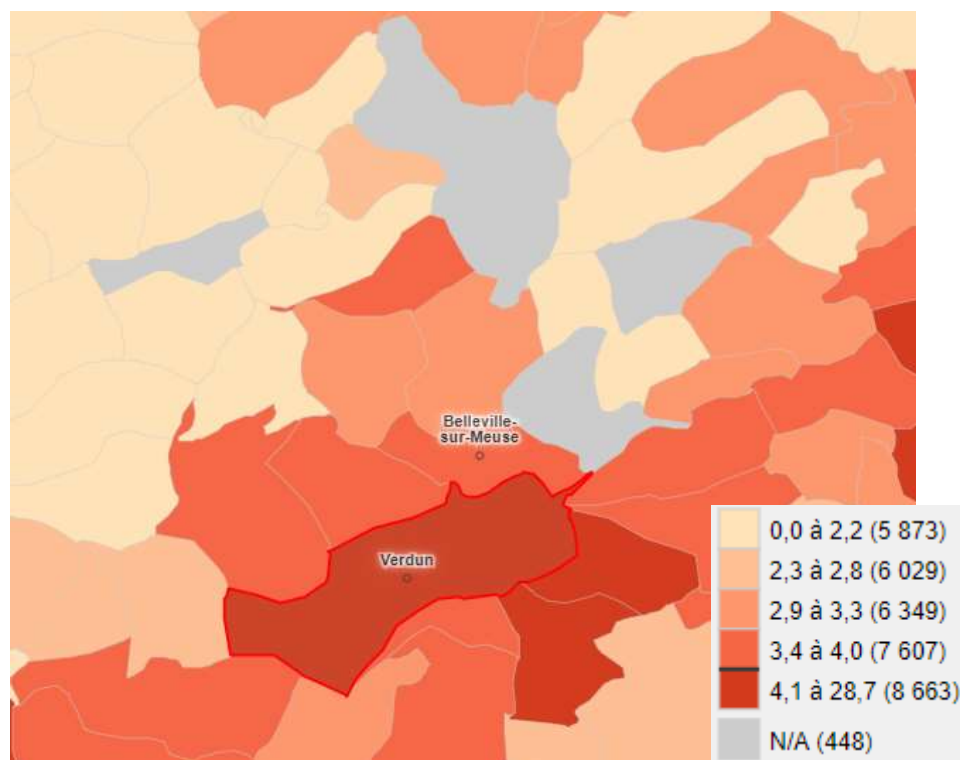 Belleville-
sur-Meuse
Verdun
0,0 à 2,2 (5 873)
2,3 à 2,8 (6 029)
2,9 à 3,3 (6 349)
3,4 à 4,0 (7 607)
4,1 à 28,7 (8 663)
N/A (448)